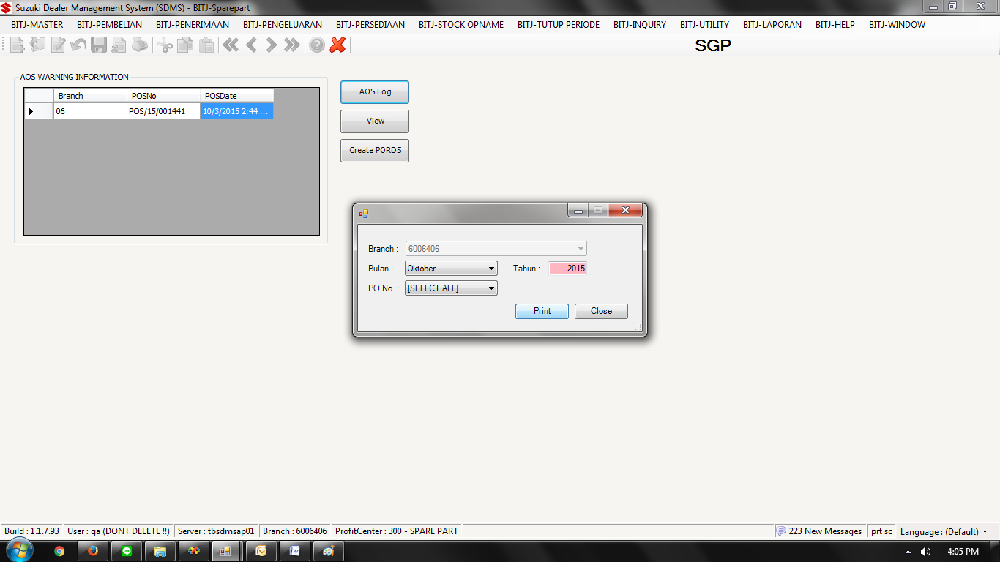 Suzuki Dealer Management System (SDMS) - BITJ-Sparepart
BITJ-MASTER BITJ-PEMBELIAN BITJ-PENERIMAAN BITJ-PENGELUARAN BITJ-PERSEDIAAN BITJ-STOCK OPNAME BITJ-TUTUP PERIODE BITJ-INQUIRY BITJ-UTILITY BITJ-LAPORAN BITJ-HELP BITJ-WINDOW
SGP
AOS WARNING INFORMATION
Branch POSNo POSDate
06 POS/15/001441 10/3/2015 2:44 ...
AOS Log
View
Create PORDS
Branch : 6006406
Bulan : Oktober Tahun : 2015
PO No. : [SELECT ALL]
Print Close
Build : 1.1.7.93 User : ga (DONT DELETE !!) Server : tbsdmsap01 Branch : 6006406 ProfitCenter : 300 - SPARE PART 223 New Messages prt sc Language : (Default)
4:05 PM